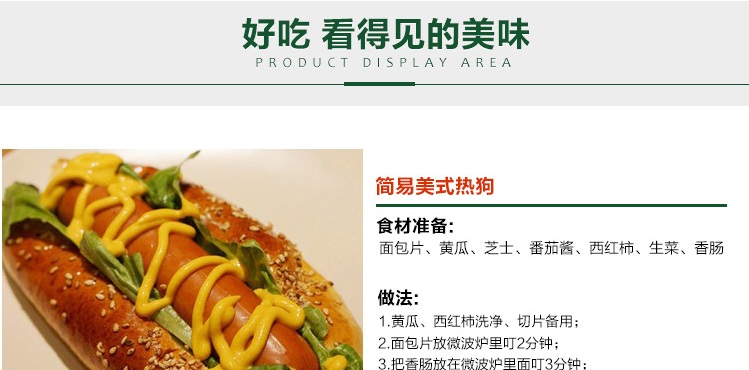 好吃 看得见的美味
PRODUCT DISPLAY AREA
简易美式热狗
食材准备:
面包片、黄瓜、芝士、番茄酱、西红柿、生菜、香肠
做法:
1.黄瓜、西红柿洗净、切片备用;
2.面包片放微波炉里叮2分钟;
3.把香肠放在微波炉里面叮3分钟;